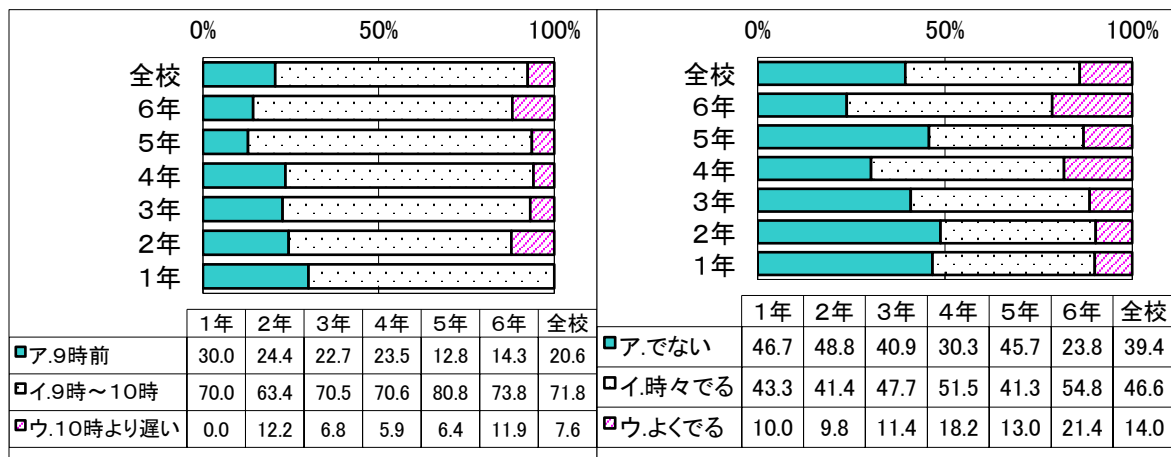 0% 50% 100%
全校
6年
5年
4年
3年
2年
1年
1年 2年 3年 4年 5年 6年 全校
ア.9時前 30.0 24.4 22.7 23.5 12.8 14.3 20.6
イ.9時～10時 70.0 63.4 70.5 70.6 80.8 73.8 71.8
ウ.10時より遅い 0.0 12.2 6.8 5.9 6.4 11.9 7.6
0% 50% 100%
全校
6年
5年
4年
3年
2年
1年
1年 2年 3年 4年 5年 6年 全校
ア.でない 46.7 48.8 40.9 30.3 45.7 23.8 39.4
イ.時々でる 43.3 41.4 47.7 51.5 41.3 54.8 46.6
ウ.よくでる 10.0 9.8 11.4 18.2 13.0 21.4 14.0